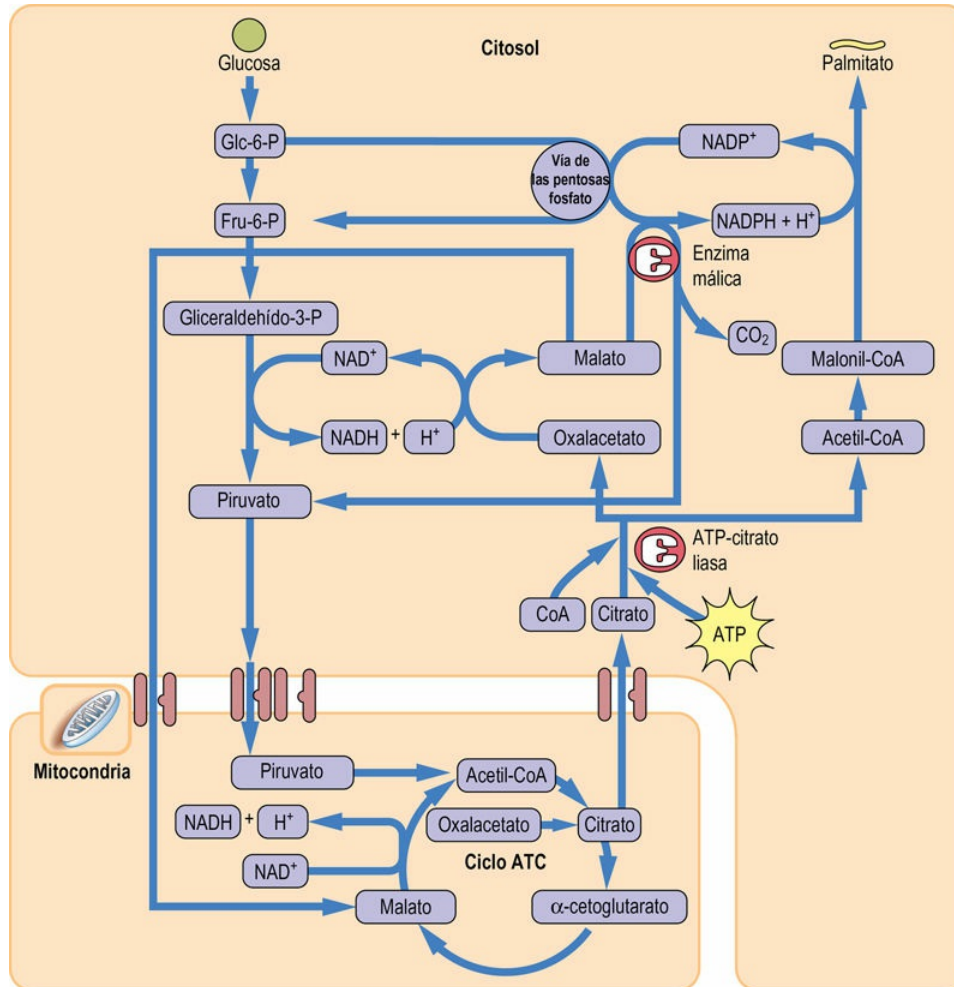 Citosol
Glucosa
Palmitato
Glc-6-P
NADP⁺
Vía de
las pentosas
fosfato
Fru-6-P
NADPH + H⁺
Enzima
málica
Gliceraldehído-3-P
CO₂
NAD⁺
Malato
Malonil-CoA
NADH + H⁺
Oxalacetato
Acetil-CoA
Piruvato
ATP-citrato
liasa
CoA
Citrato
ATP
Mitocondria
Piruvato
Acetil-CoA
NADH + H⁺
Oxalacetato
Citrato
Ciclo ATC
NAD⁺
Malato
α-cetoglutarato